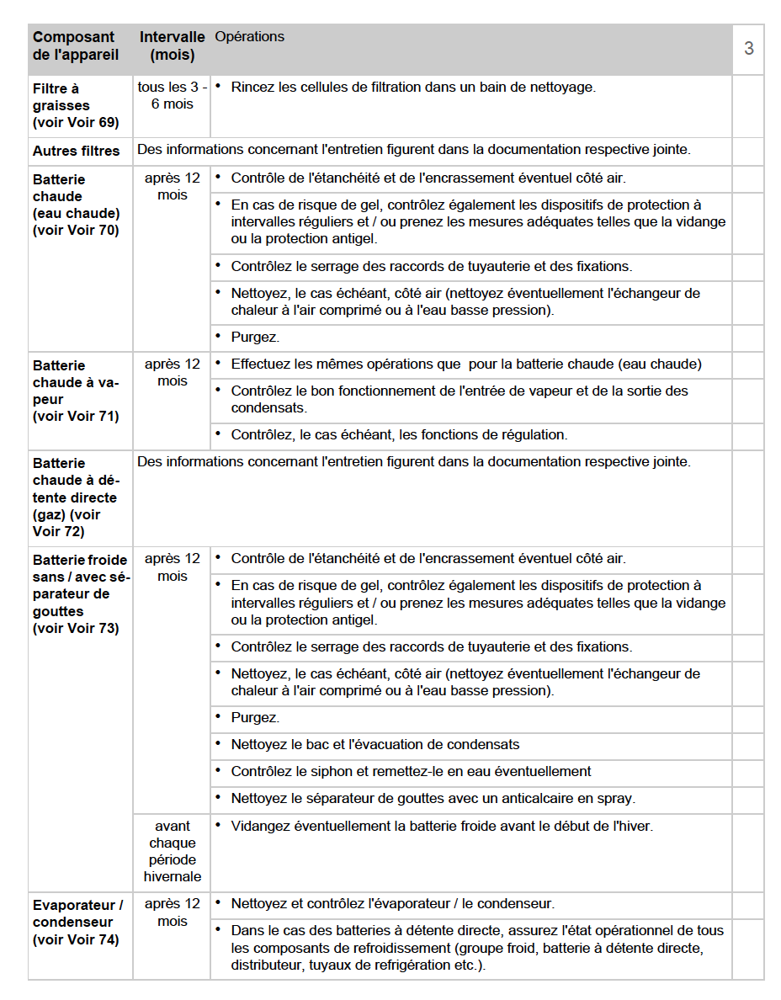 Composant Intervalle Opérations 3
de l'appareil (mois)
Filtre à tous les 3 - • Rincez les cellules de filtration dans un bain de nettoyage.
graisses 6 mois
(voir Voir 69)
Autres filtres Des informations concernant l'entretien figurent dans la documentation respective jointe.
Batterie après 12 • Contrôle de l'étanchéité et de l'encrassement éventuel côté air.
chaude mois
(eau chaude) • En cas de risque de gel, contrôlez également les dispositifs de protection à
(voir Voir 70) intervalles réguliers et / ou prenez les mesures adéquates telles que la vidange
ou la protection antigel.
• Contrôlez le serrage des raccords de tuyauterie et des fixations.
• Nettoyez, le cas échéant, côté air (nettoyez éventuellement l'échangeur de
chaleur à l'air comprimé ou à l'eau basse pression).
• Purgez.
Batterie après 12 • Effectuez les mêmes opérations que  pour la batterie chaude (eau chaude)
chaude à va- mois
peur • Contrôlez le bon fonctionnement de l'entrée de vapeur et de la sortie des
(voir Voir 71) condensats.
• Contrôlez, le cas échéant, les fonctions de régulation.
Batterie Des informations concernant l'entretien figurent dans la documentation respective jointe.
chaude à dé-
tente directe
(gaz) (voir
Voir 72)
Batterie froide après 12 • Contrôle de l'étanchéité et de l'encrassement éventuel côté air.
sans / avec sé- mois
parateur de • En cas de risque de gel, contrôlez également les dispositifs de protection à
gouttes intervalles réguliers et / ou prenez les mesures adéquates telles que la vidange
(voir Voir 73) ou la protection antigel.
• Contrôlez le serrage des raccords de tuyauterie et des fixations.
• Nettoyez, le cas échéant, côté air (nettoyez éventuellement l'échangeur de
chaleur à l'air comprimé ou à l'eau basse pression).
• Purgez.
• Nettoyez le bac et l'évacuation de condensats
• Contrôlez le siphon et remettez-le en eau éventuellement
• Nettoyez le séparateur de gouttes avec un anticalcaire en spray.
avant • Vidangez éventuellement la batterie froide avant le début de l'hiver.
chaque
période
hivernale
Evaporateur / après 12 • Nettoyez et contrôlez l'évaporateur / le condenseur.
condenseur mois
(voir Voir 74) • Dans le cas des batteries à détente directe, assurez l'état opérationnel de tous
les composants de refroidissement (groupe froid, batterie à détente directe,
distributeur, tuyaux de refrigération etc.).